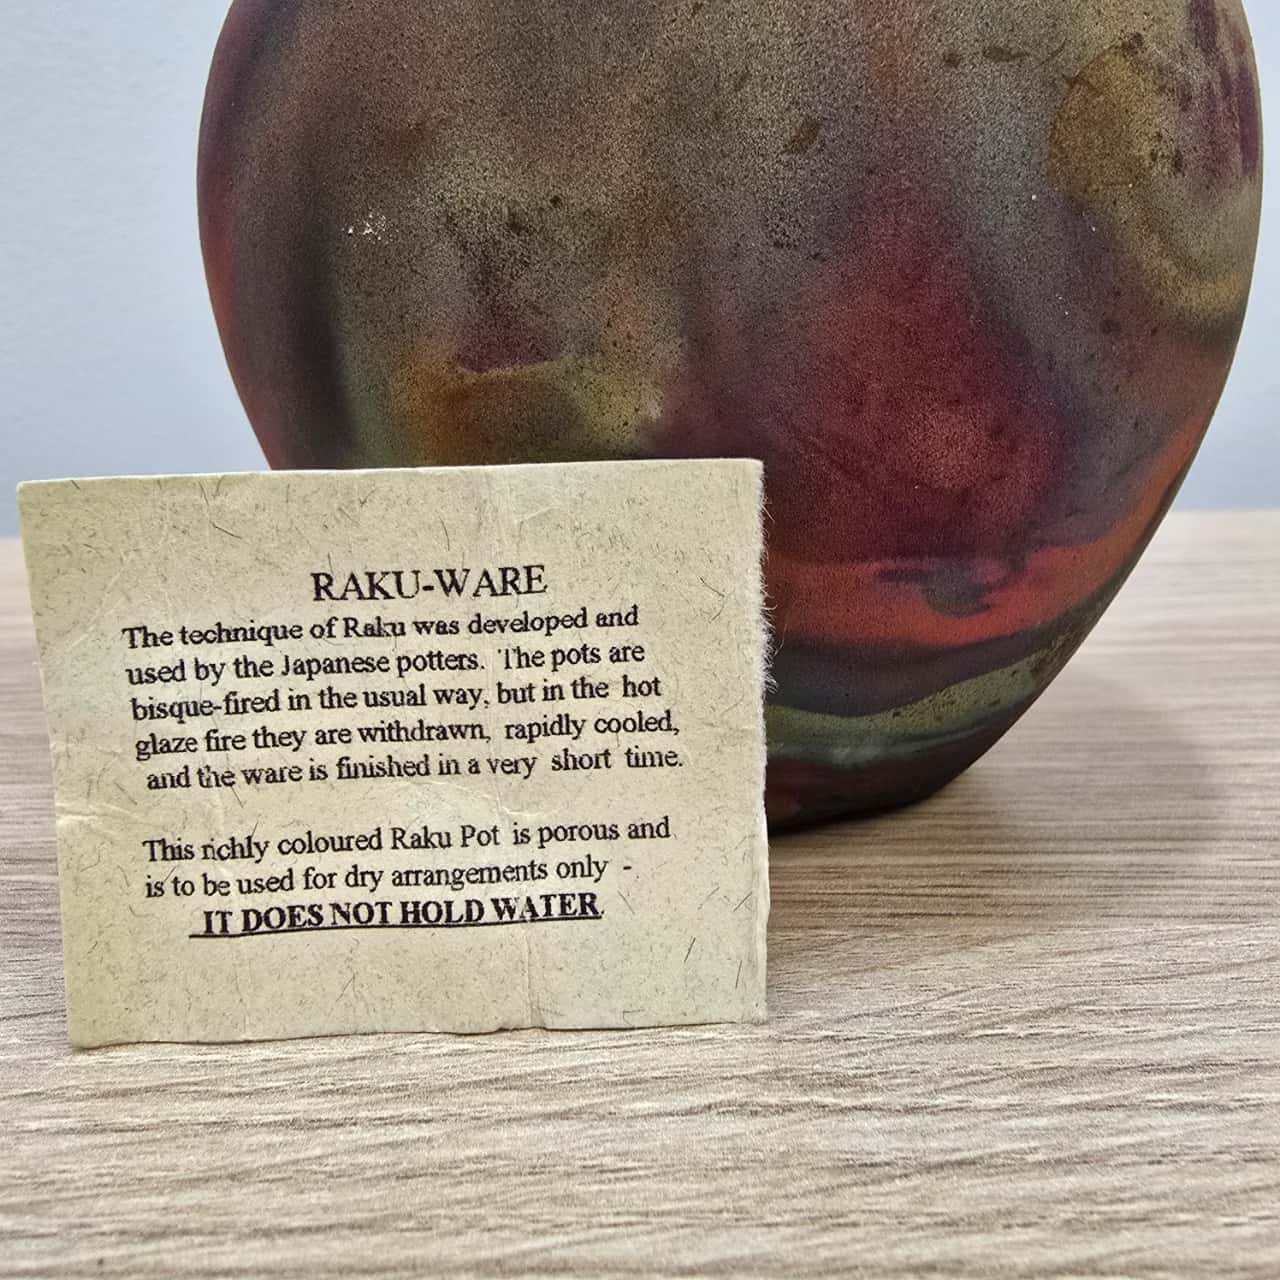 RAKU-WARE
The technique of Raku was developed and
used by the Japanese potters. The pots are
bisque-fired in the usual way, but in the hot
glaze fire they are withdrawn, rapidly cooled,
and the ware is finished in a very short time.
This richly coloured Raku Pot is porous and
is to be used for dry arrangements only -
IT DOES NOT HOLD WATER.